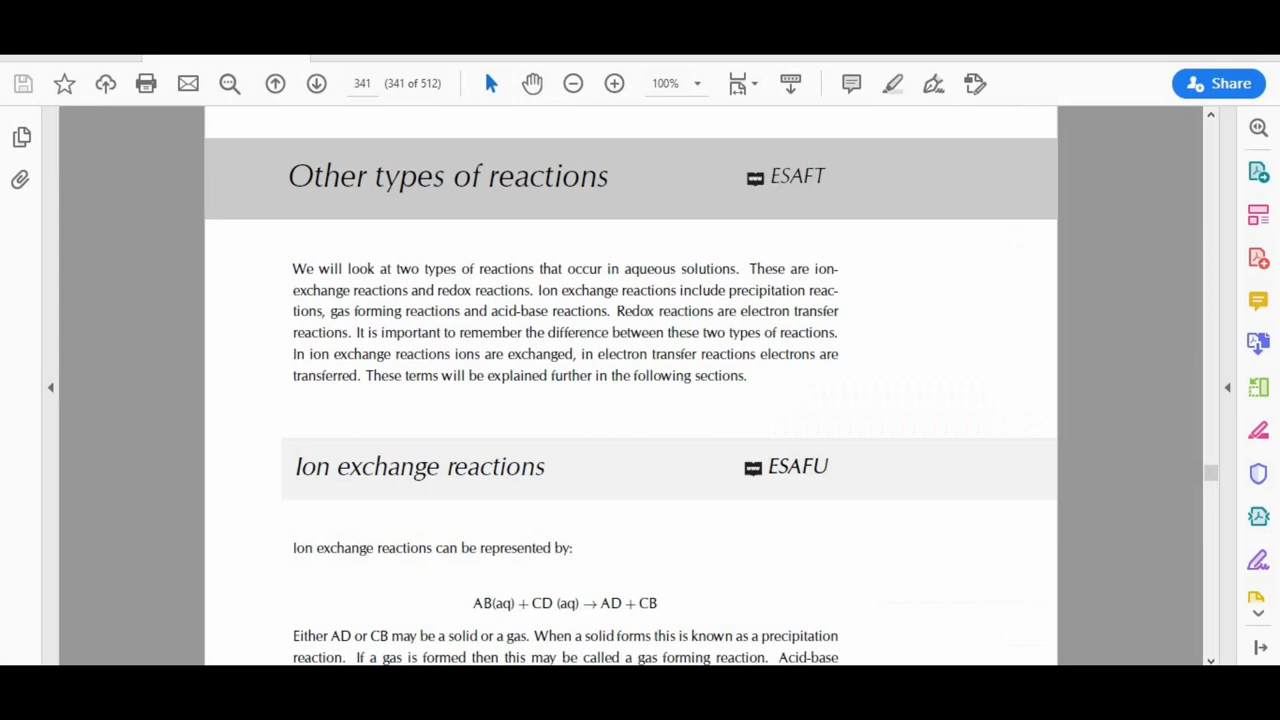 341 (341 of 512) 100% Share
Other types of reactions ESAFT
We will look at two types of reactions that occur in aqueous solutions. These are ion-
exchange reactions and redox reactions. Ion exchange reactions include precipitation reac-
tions, gas forming reactions and acid-base reactions. Redox reactions are electron transfer
reactions. It is important to remember the difference between these two types of reactions.
In ion exchange reactions ions are exchanged, in electron transfer reactions electrons are
transferred. These terms will be explained further in the following sections.
Ion exchange reactions www ESAFU
Ion exchange reactions can be represented by:
AB(aq) + CD (aq) → AD + CB
Either AD or CB may be a solid or a gas. When a solid forms this is known as a precipitation
reaction. If a gas is formed then this may be called a gas forming reaction. Acid-base